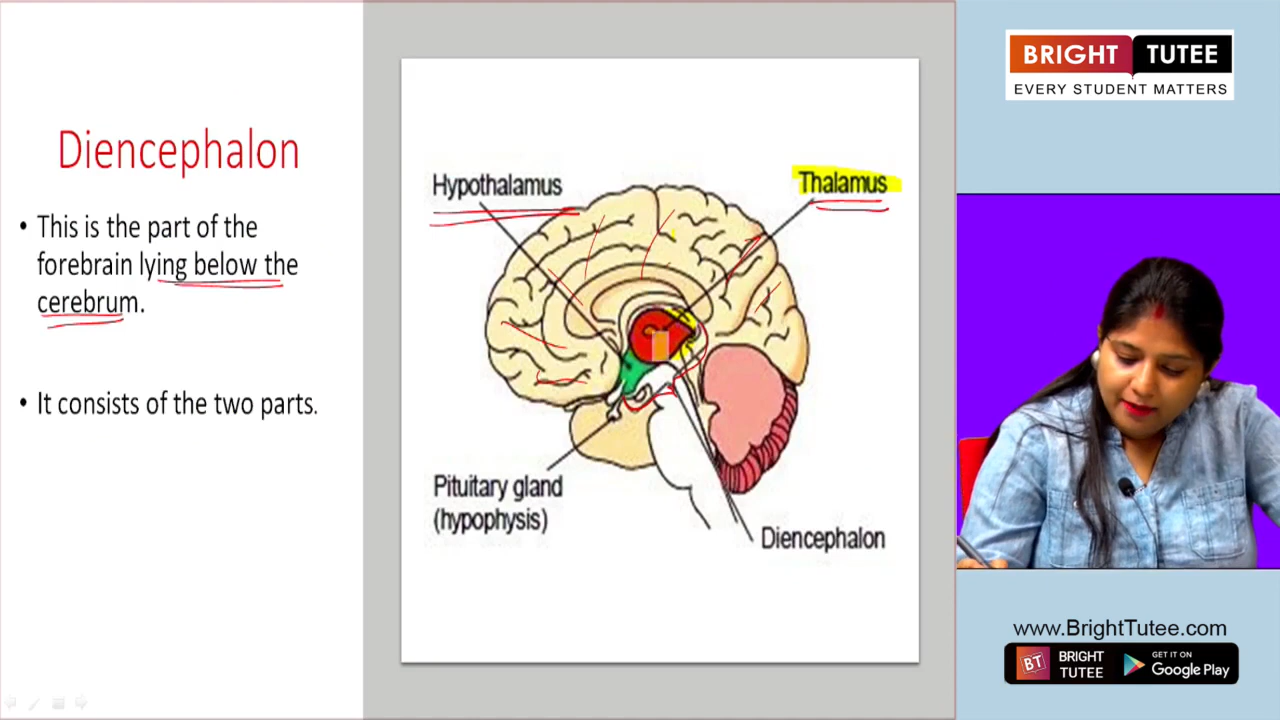 Diencephalon
• This is the part of the
forebrain lying below the
cerebrum.
• It consists of the two parts.
Hypothalamus
Thalamus
Pituitary gland
(hypophysis)
Diencephalon
BRIGHT TUTEE
EVERY STUDENT MATTERS
www.BrightTutee.com
BT
BRIGHT
TUTEE
GET IT ON
Google Play